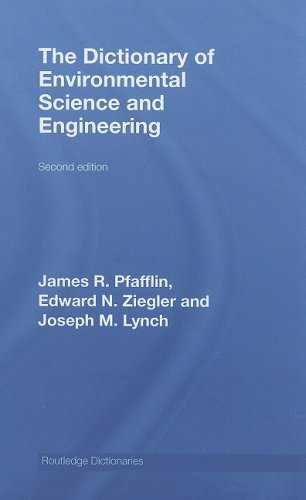 The Dictionary of
Environmental
Science and
Engineering
Second edition
James R. Pfafflin,
Edward N. Ziegler and
Joseph M. Lynch
Routledge Dictionaries